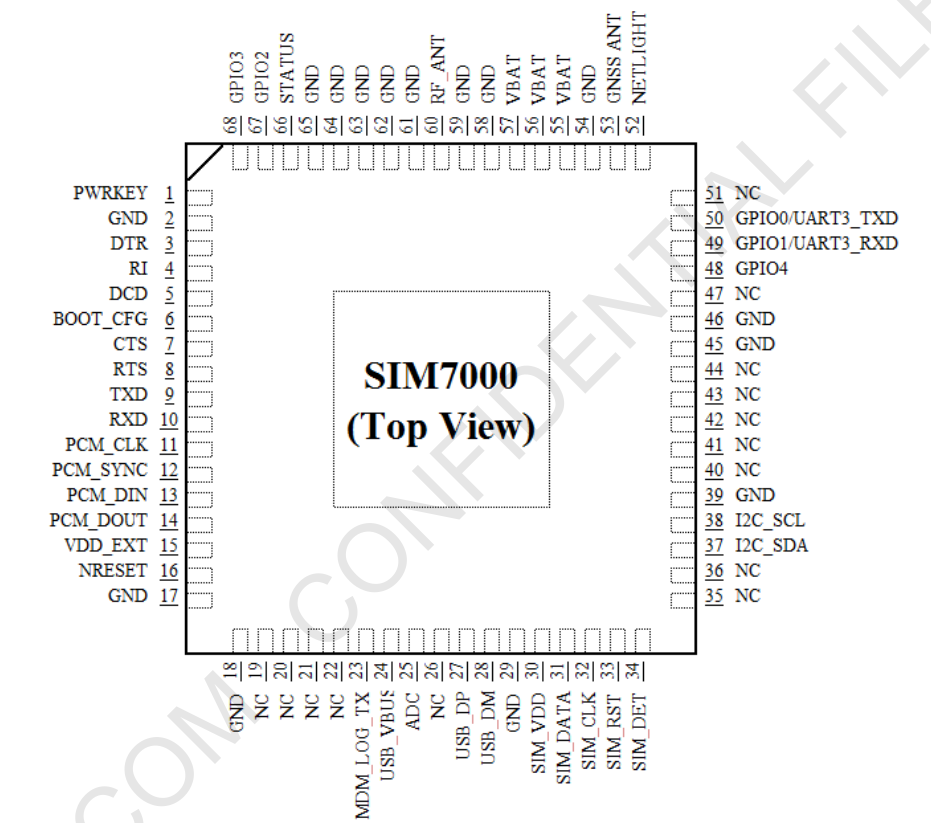 68 GPIO3
67 GPIO2
66 STATUS
65 GND
64 GND
63 GND
62 GND
61 GND
60 RF_ANT
59 GND
58 GND
57 VBAT
56 VBAT
55 VBAT
54 GND
53 GNSS ANT
52 NETLIGHT
PWRKEY 1
GND 2
DTR 3
RI 4
DCD 5
BOOT_CFG 6
CTS 7
RTS 8
TXD 9
RXD 10
PCM_CLK 11
PCM_SYNC 12
PCM_DIN 13
PCM_DOUT 14
VDD_EXT 15
NRESET 16
GND 17
SIM7000
(Top View)
51 NC
50 GPIO0/UART3_TXD
49 GPIO1/UART3_RXD
48 GPIO4
47 NC
46 GND
45 GND
44 NC
43 NC
42 NC
41 NC
40 NC
39 GND
38 I2C_SCL
37 I2C_SDA
36 NC
35 NC
18 GND
19 NC
20 NC
21 NC
22 NC
23 MDM_LOG_TX
24 USB_VBUS
25 ADC
26 NC
27 USB_DP
28 USB_DM
29 GND
30 SIM_VDD
31 SIM_DATA
32 SIM_CLK
33 SIM_RST
34 SIM_DET
COM CONFIDENTIAL FILE